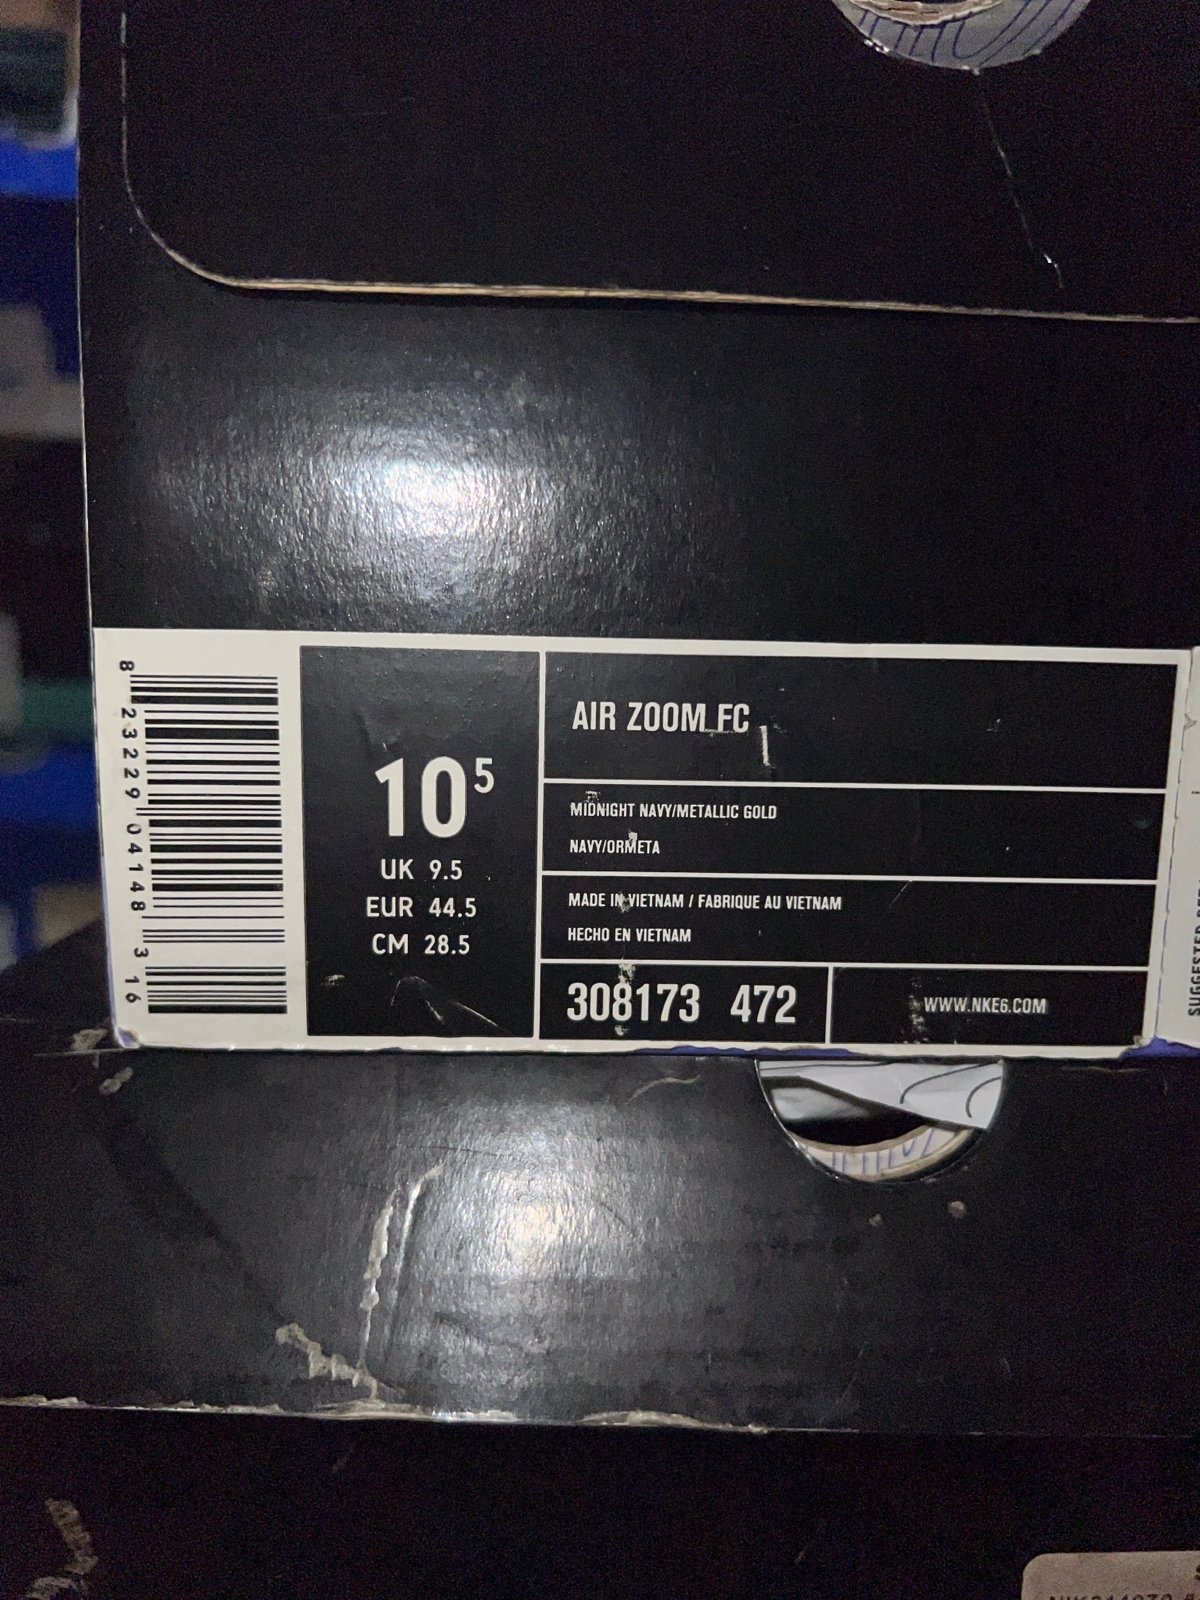 8 23229 04148 3 16
10 5
UK 9.5
EUR 44.5
CM 28.5
AIR ZOOM FC
MIDNIGHT NAVY/METALLIC GOLD
NAVY/ORMETA
MADE IN VIETNAM / FABRIQUE AU VIETNAM
HECHO EN VIETNAM
308173 472
WWW.NKE6.COM
SUGGESTED